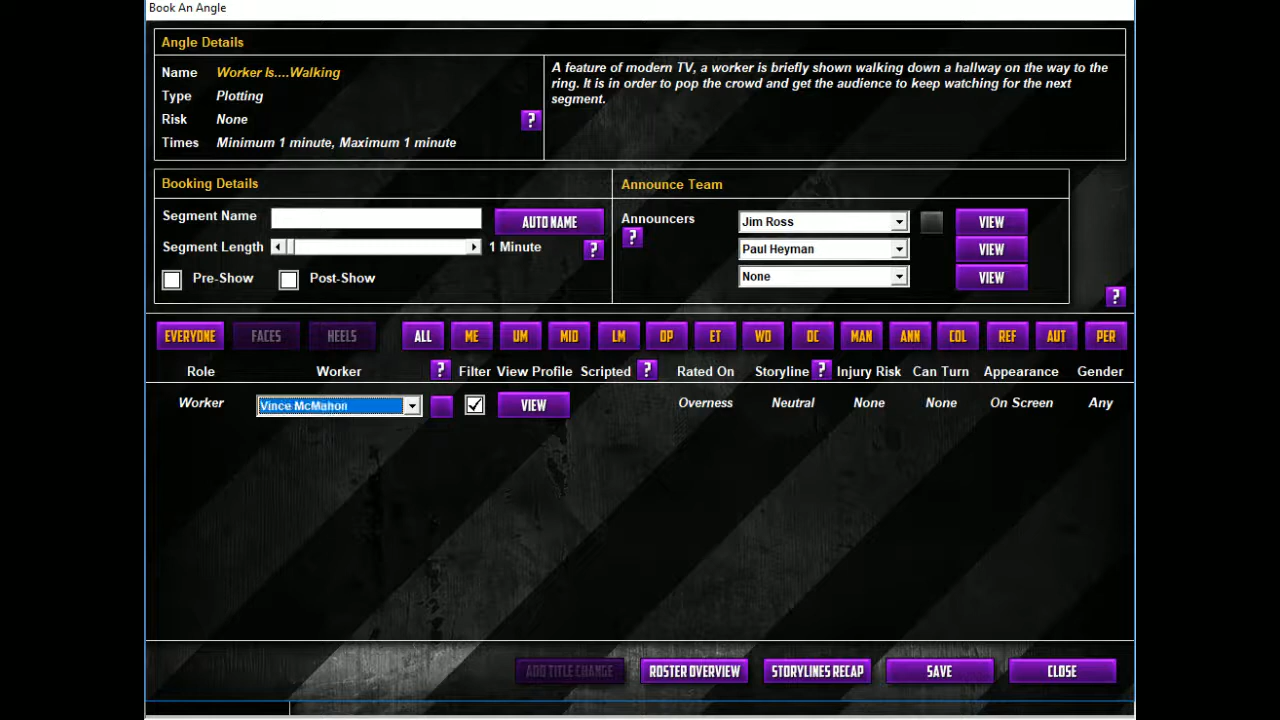 Book An Angle
Angle Details
Name Worker Is....Walking
Type Plotting
Risk None
?
Times Minimum 1 minute, Maximum 1 minute
A feature of modern TV, a worker is briefly shown walking down a hallway on the way to the
ring. It is in order to pop the crowd and get the audience to keep watching for the next
segment.
Booking Details
Segment Name AUTO NAME
Segment Length 1 Minute ?
Pre-Show Post-Show
Announce Team
Announcers Jim Ross VIEW
? Paul Heyman VIEW
None VIEW
?
EVERYONE FACES HEELS ALL ME UM MID LM OP ET WO OC MAN ANN COL REF AUT PER
Role Worker ? Filter View Profile Scripted ? Rated On Storyline ? Injury Risk Can Turn Appearance Gender
Worker Vince McMahon VIEW Overness Neutral None None On Screen Any
ADD TITLE CHANGE ROSTER OVERVIEW STORYLINES RECAP SAVE CLOSE